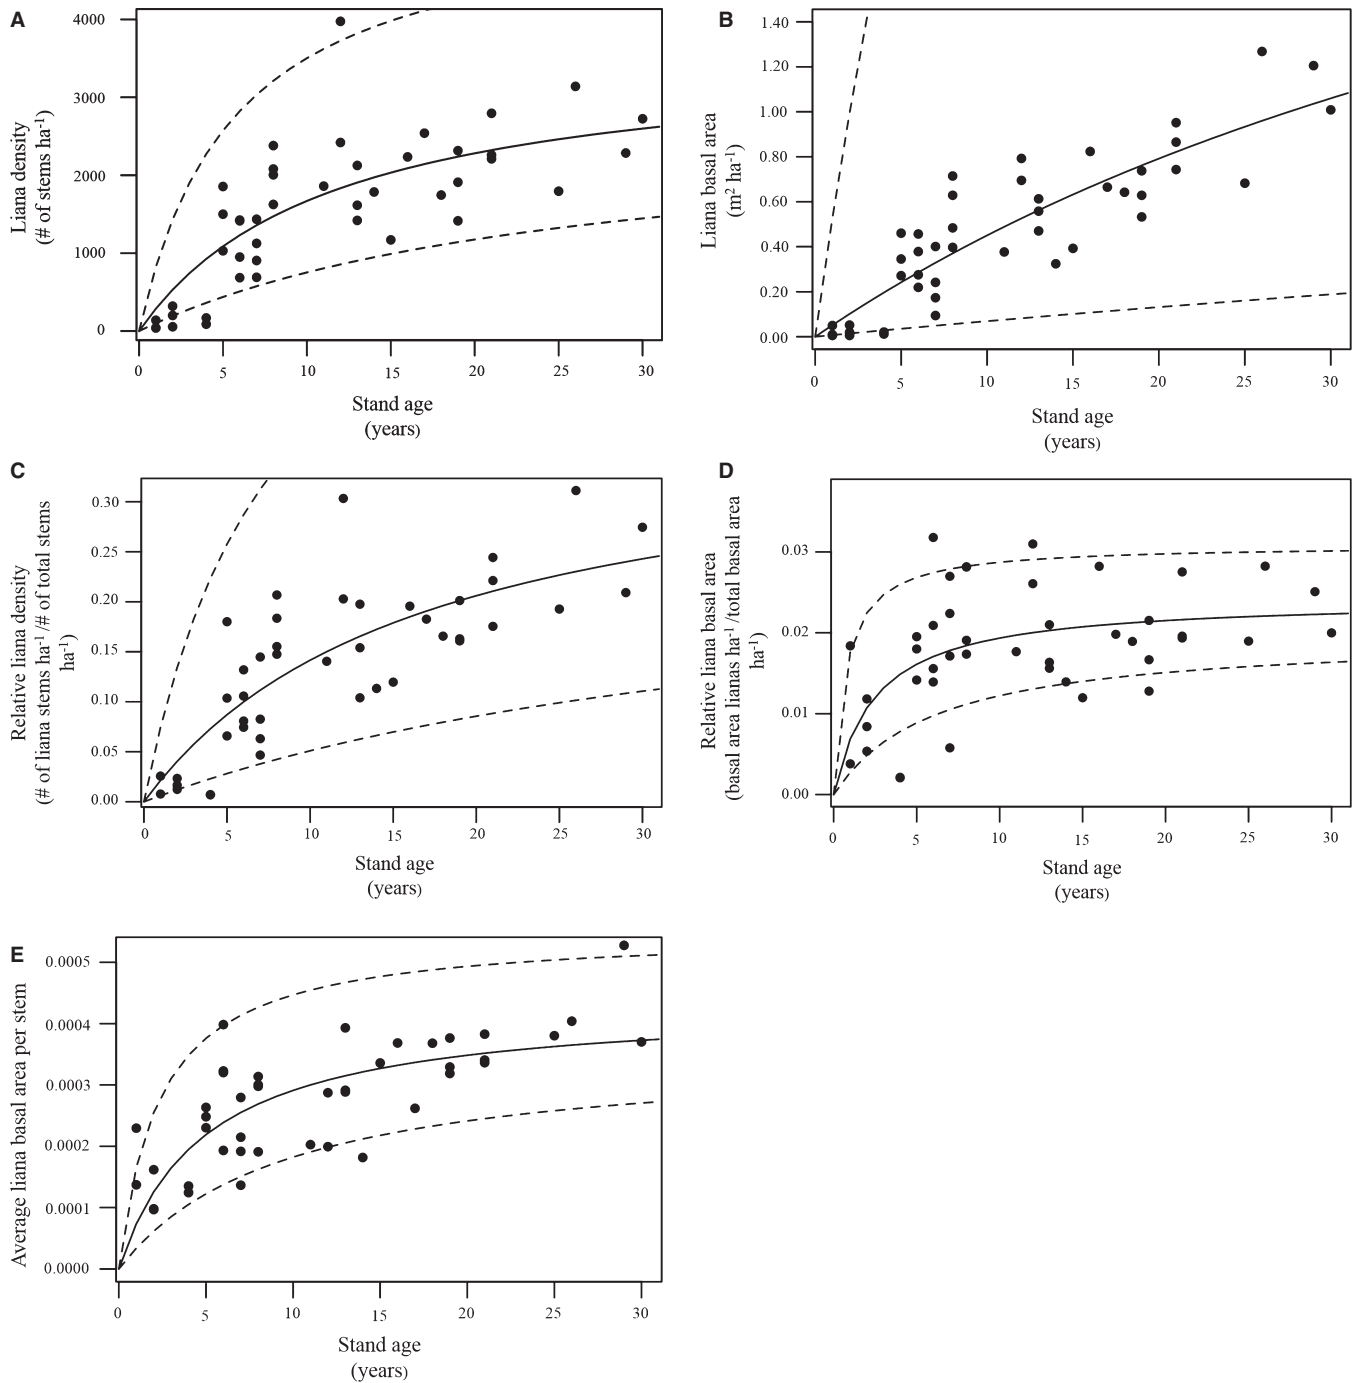 A
Liana density
(# of stems ha-1)
4000
3000
2000
1000
0
0 5 10 15 20 25 30
Stand age
(years)
B
Liana basal area
(m2 ha-1)
1.40
1.20
1.00
0.80
0.60
0.40
0.20
0.00
0 5 10 15 20 25 30
Stand age
(years)
C
Relative liana density
(# of liana stems ha-1/# of total stems
ha-1)
0.30
0.25
0.20
0.15
0.10
0.05
0.00
0 5 10 15 20 25 30
Stand age
(years)
D
Relative liana basal area
(basal area lianas ha-1/total basal area
ha-1)
0.03
0.02
0.01
0.00
0 5 10 15 20 25 30
Stand age
(years)
E
Average liana basal area per stem
0.0005
0.0004
0.0003
0.0002
0.0001
0.0000
0 5 10 15 20 25 30
Stand age
(years)